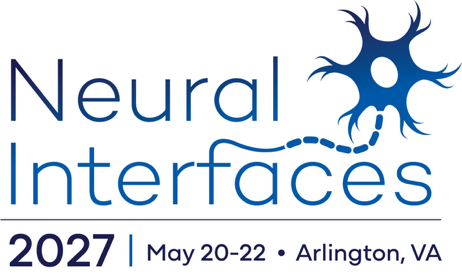 Neural
Interfaces
2027 | May 20-22 • Arlington, VA